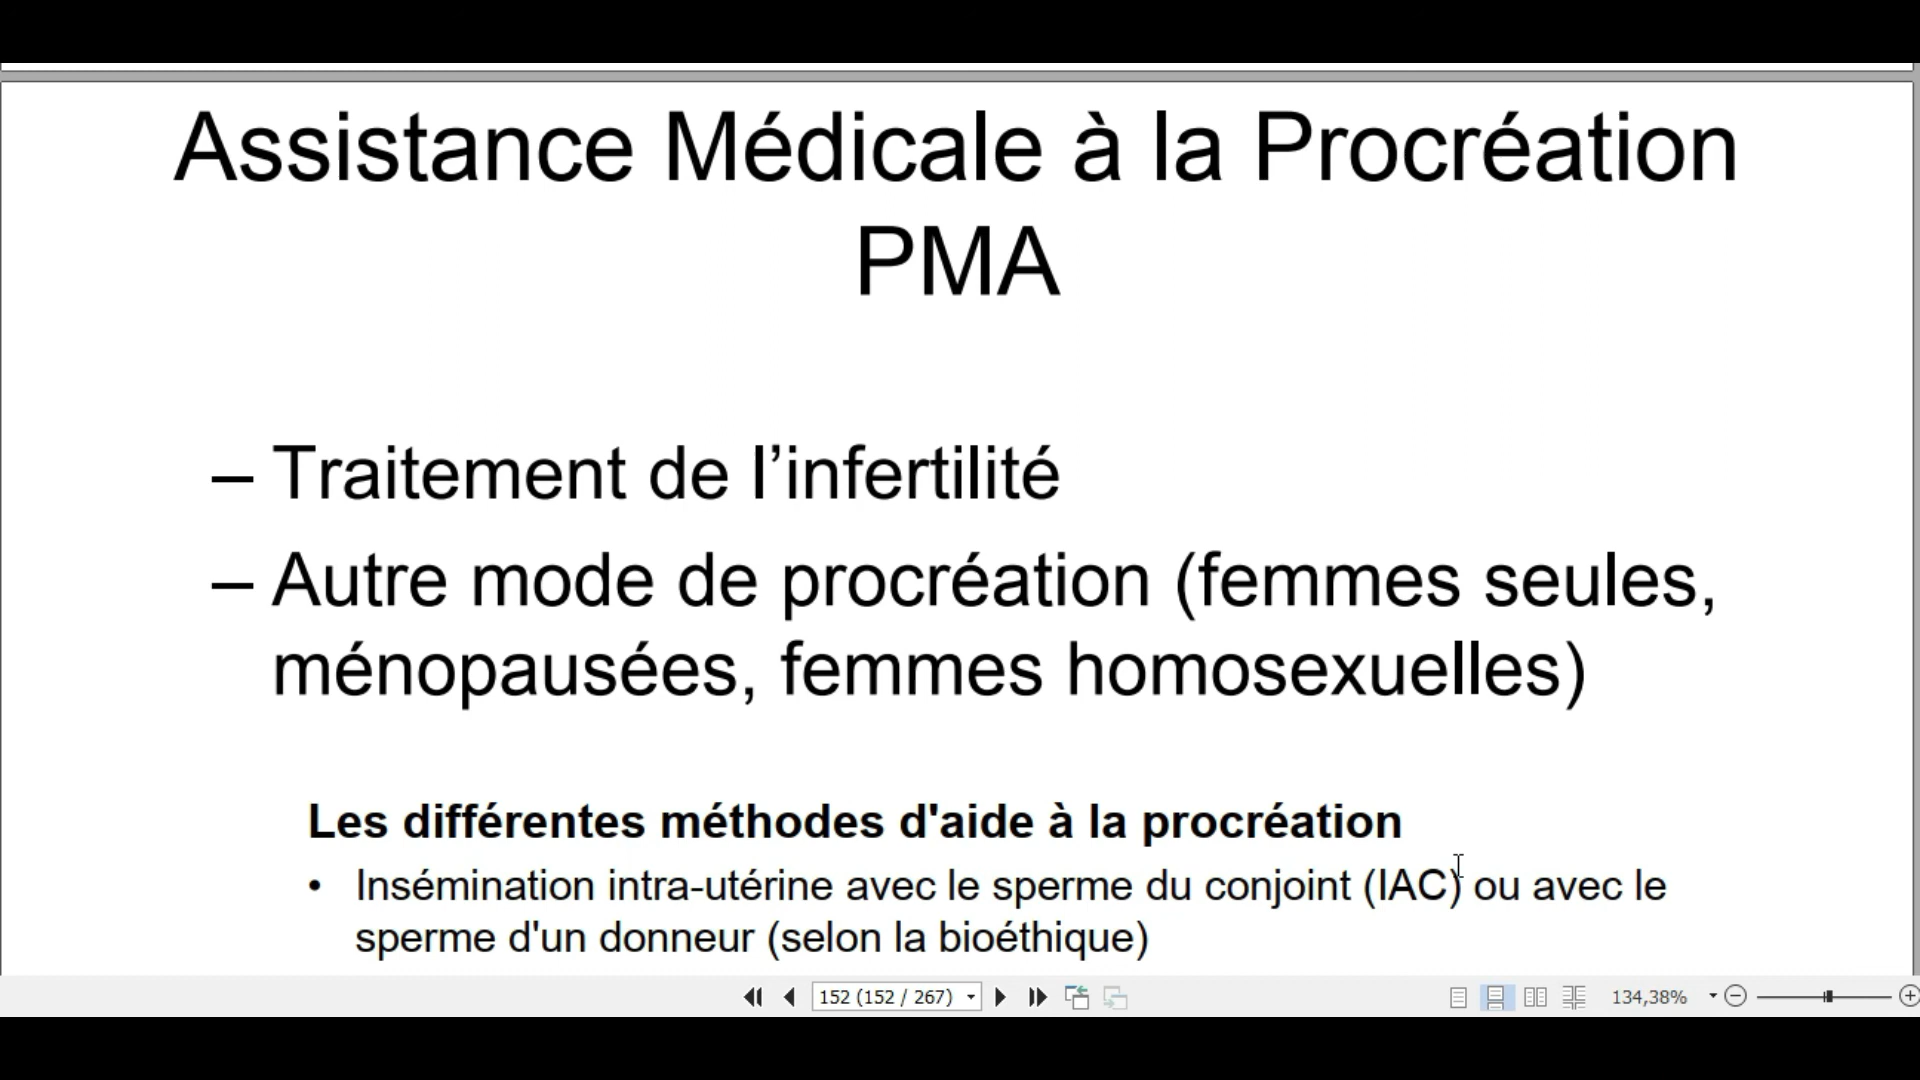 Assistance Médicale à la Procréation
PMA
– Traitement de l’infertilité
– Autre mode de procréation (femmes seules,
ménopausées, femmes homosexuelles)
Les différentes méthodes d'aide à la procréation
• Insémination intra-utérine avec le sperme du conjoint (IAC) ou avec le
sperme d'un donneur (selon la bioéthique)
152 (152 / 267)
134,38%